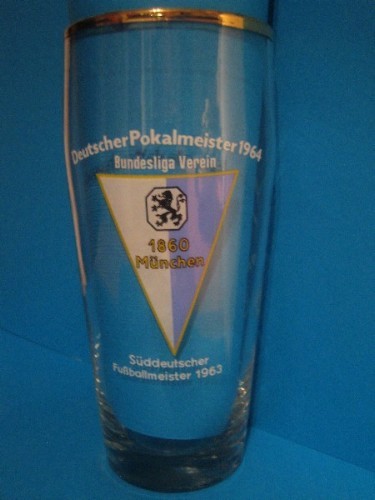 Deutscher Pokalmeister 1964
Bundesliga Verein
1860
München
Süddeutscher
Fußballmeister 1963